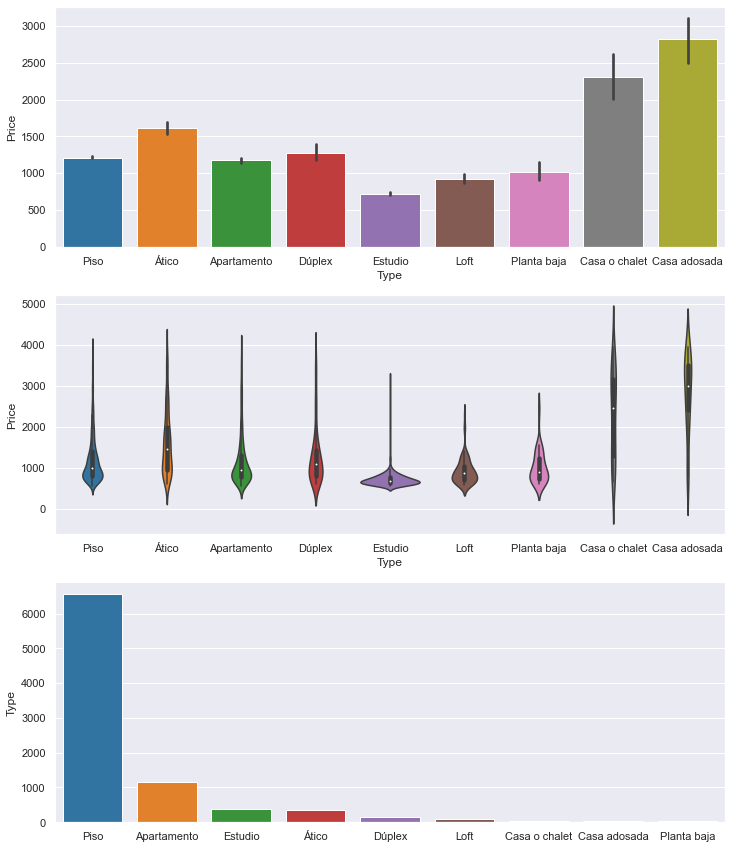 3000
2500
2000
1500
1000
500
0
Price
Piso Ático Apartamento Dúplex Estudio Loft Planta baja Casa o chalet Casa adosada
Type
5000
4000
3000
2000
1000
0
Price
Piso Ático Apartamento Dúplex Estudio Loft Planta baja Casa o chalet Casa adosada
Type
6000
5000
4000
3000
2000
1000
0
Type
Piso Apartamento Estudio Ático Dúplex Loft Casa o chalet Casa adosada Planta baja